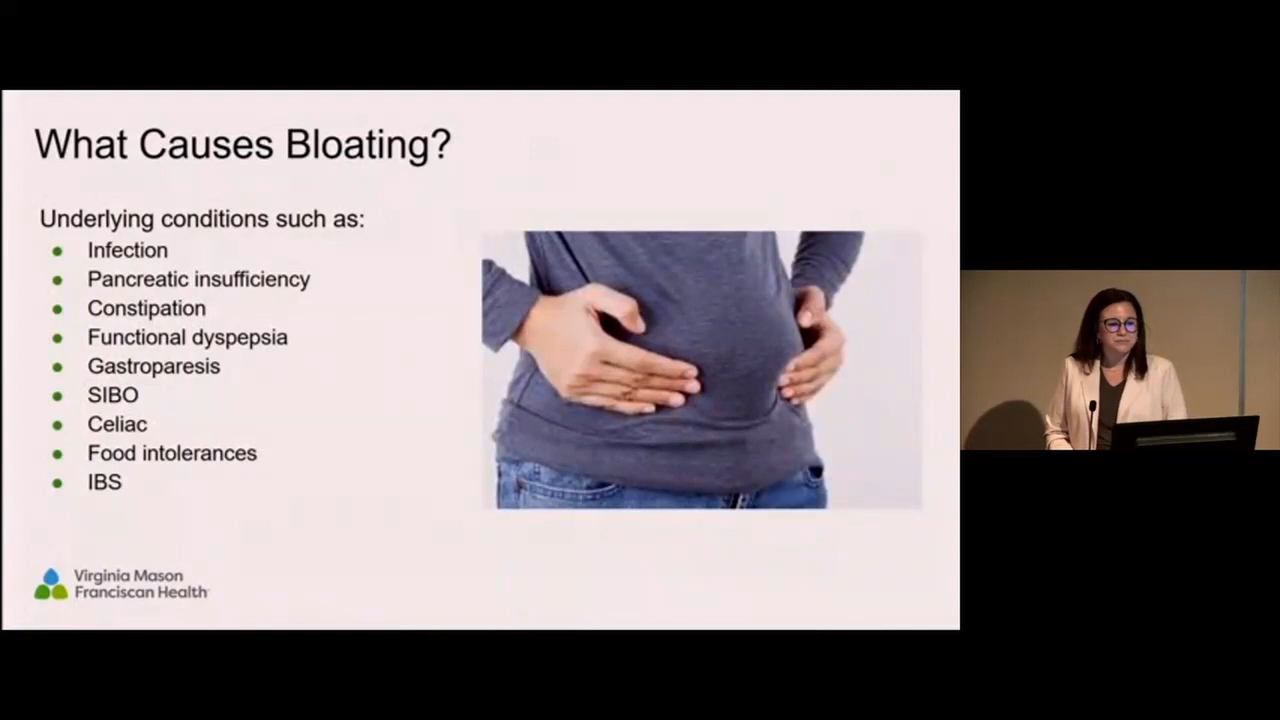 What Causes Bloating?
Underlying conditions such as:
Infection
Pancreatic insufficiency
Constipation
Functional dyspepsia
Gastroparesis
SIBO
Celiac
Food intolerances
IBS
Virginia Mason
Franciscan Health